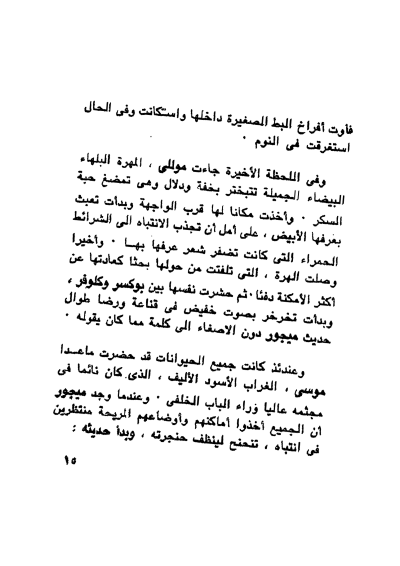 فأوت أفراخ البط الصغيرة داخلها واستكانت وفى الحال
استغرقت فى النوم .
وفى اللحظة الأخيرة جاءت موللى ، المهرة البلهاء
البيضاء الجميلة تتبختر بخفة ودلال وهى تمضغ حبة
السكر . وأخذت مكانا لها قرب الواجهة وبدأت تعبث
بعرفها الأبيض ، على أمل أن تجذب الانتباه الى الشرائط
الحمراء التى كانت تضفر شعر عرفها بهـا . وأخيرا
وصلت الهرة ، التى تلفتت من حولها بحثا كعادتها عن
أكثر الأمكنة دفئا . ثم حشرت نفسها بين بوكسر وكلوفر ،
وبدأت تخرخر بصوت خفيض فى قناعة ورضا طوال
حديث ميجور دون الاصغاء الى كلمة مما كان يقوله .
وعندئذ كانت جميع الحيوانات قد حضرت ماعـدا
موسى ، الغراب الأسود الأليف ، الذى كان نائما فى
مجثمه عاليا وراء الباب الخلفى . وعندما وجد ميجور
أن الجميع أخذوا أماكنهم وأوضاعهم المريحة منتظرين
فى انتباه ، تنحنح لينظف حنجرته ، وبدأ حديثه :
١٥